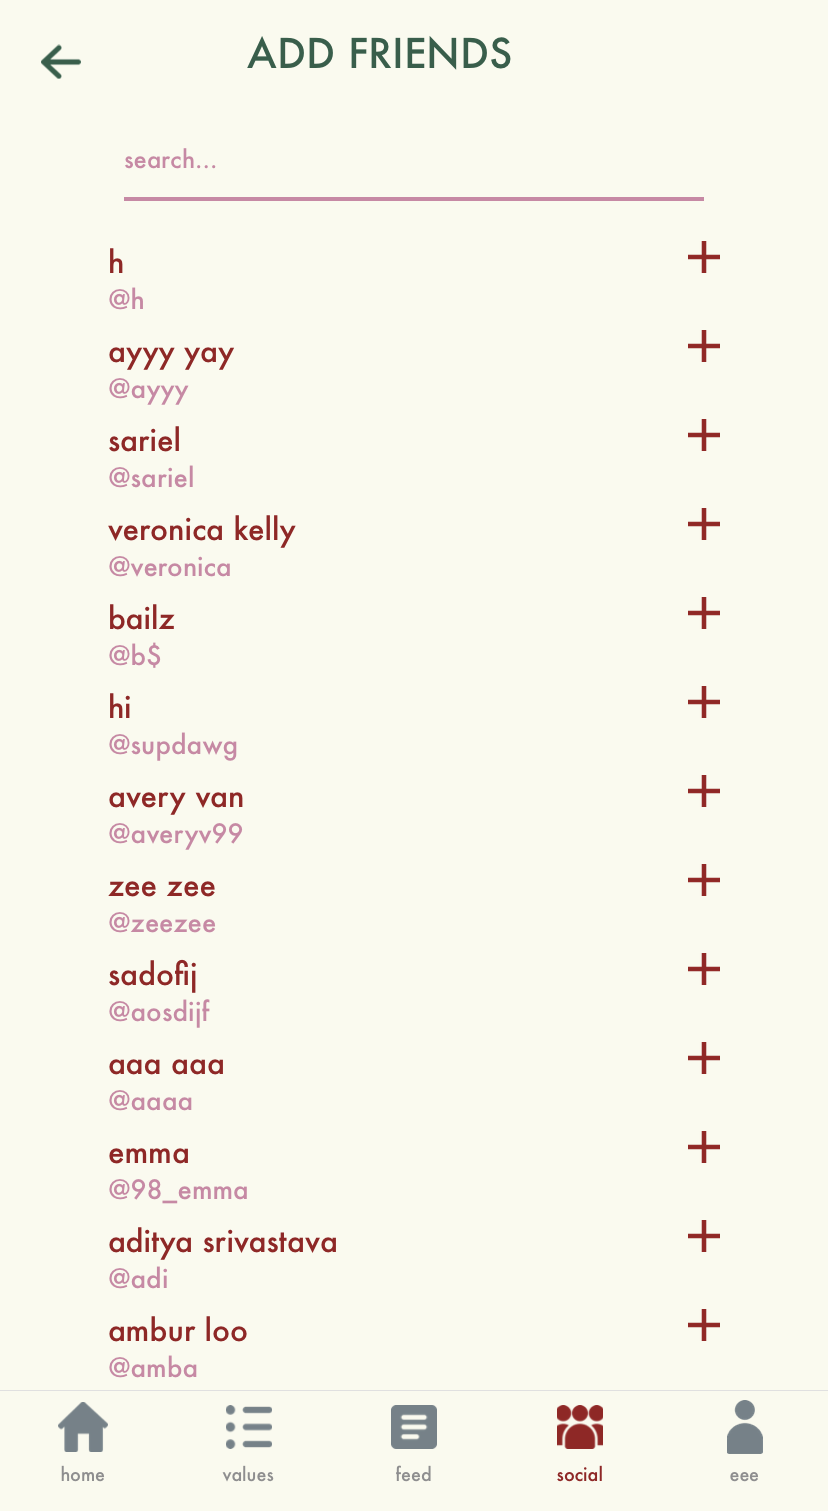 ADD FRIENDS
search...
h
@h
ayyy yay
@ayyy
sariel
@sariel
veronica kelly
@veronica
bailz
@b$
hi
@supdawg
avery van
@averyv99
zee zee
@zeezee
sadofij
@aosdijf
aaa aaa
@aaaa
emma
@98_emma
aditya srivastava
@adi
ambur loo
@amba
home values feed social eee